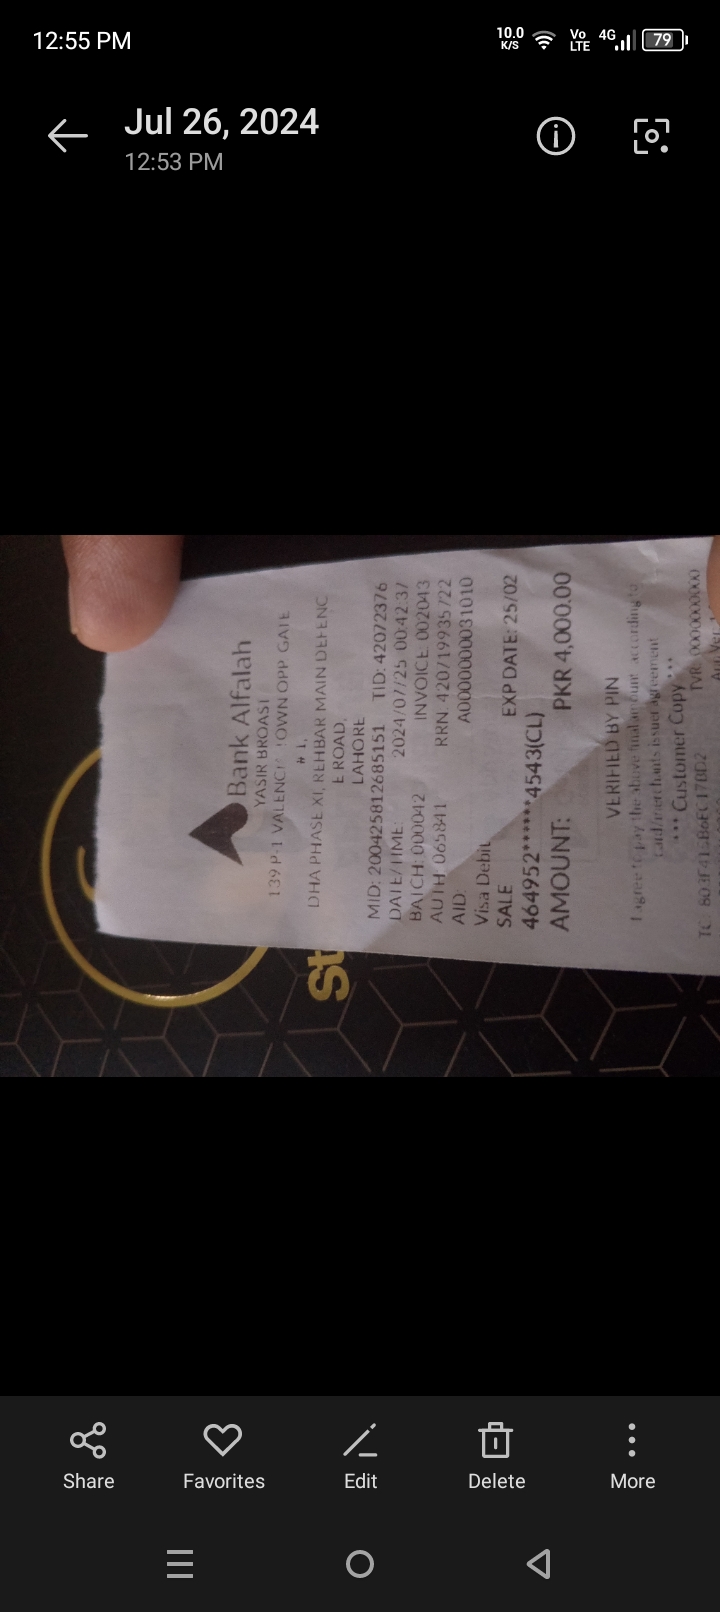 12:55 PM
10.0 K/S
Vo LTE
4G
79
Jul 26, 2024
12:53 PM
Bank Alfalah
YASIR BROAST
139 P-1 VALENCI TOWN OPP GATE
# 1,
DHA PHASE XI, REHBAR MAIN DEFENC
E ROAD,
LAHORE
MID: 200425812685151 TID: 42072376
DATE/TIME: 2024/07/25 00:42:37
BATCH: 000042 INVOICE: 002043
AUTH: 065841 RRN: 420719935722
AID: A0000000031010
Visa Debit
SALE EXP DATE: 25/02
464952******4543(CL)
AMOUNT: PKR 4,000.00
VERIFIED BY PIN
I agree to pay the above total amount according to
card/merchants issuer agreement
*** Customer Copy ***
TVR: 0000000000
St
Share
Favorites
Edit
Delete
More